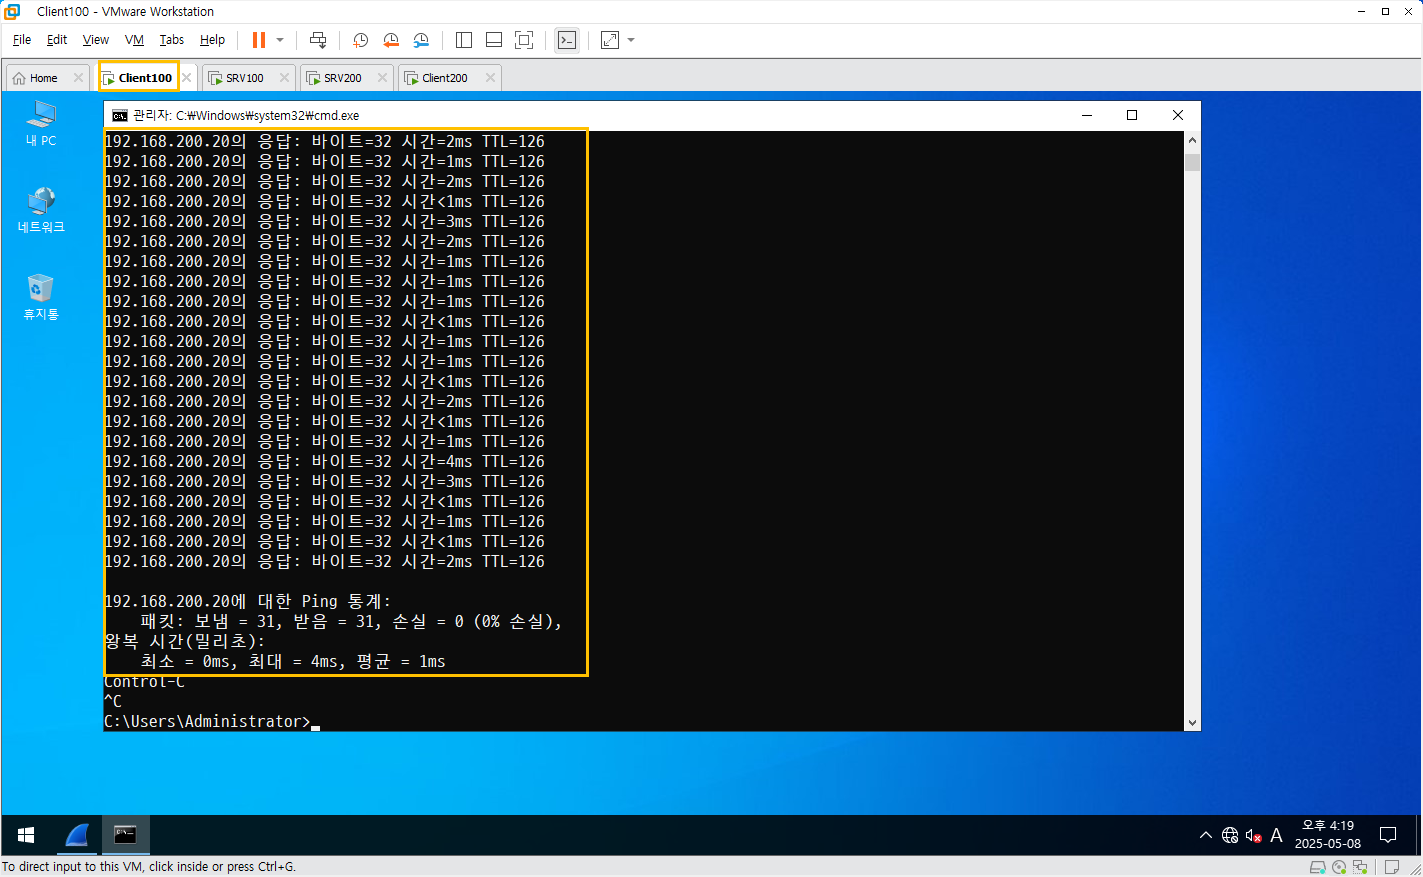 Client100 - VMware Workstation
File Edit View VM Tabs Help
Home Client100 SRV100 SRV200 Client200
내 PC
네트워크
휴지통
관리자: C:₩Windows₩system32₩cmd.exe
192.168.200.20의 응답: 바이트=32 시간=2ms TTL=126
192.168.200.20의 응답: 바이트=32 시간=1ms TTL=126
192.168.200.20의 응답: 바이트=32 시간=2ms TTL=126
192.168.200.20의 응답: 바이트=32 시간<1ms TTL=126
192.168.200.20의 응답: 바이트=32 시간=3ms TTL=126
192.168.200.20의 응답: 바이트=32 시간=2ms TTL=126
192.168.200.20의 응답: 바이트=32 시간=1ms TTL=126
192.168.200.20의 응답: 바이트=32 시간=1ms TTL=126
192.168.200.20의 응답: 바이트=32 시간=1ms TTL=126
192.168.200.20의 응답: 바이트=32 시간<1ms TTL=126
192.168.200.20의 응답: 바이트=32 시간=1ms TTL=126
192.168.200.20의 응답: 바이트=32 시간=1ms TTL=126
192.168.200.20의 응답: 바이트=32 시간<1ms TTL=126
192.168.200.20의 응답: 바이트=32 시간=2ms TTL=126
192.168.200.20의 응답: 바이트=32 시간<1ms TTL=126
192.168.200.20의 응답: 바이트=32 시간=1ms TTL=126
192.168.200.20의 응답: 바이트=32 시간=4ms TTL=126
192.168.200.20의 응답: 바이트=32 시간=3ms TTL=126
192.168.200.20의 응답: 바이트=32 시간<1ms TTL=126
192.168.200.20의 응답: 바이트=32 시간=1ms TTL=126
192.168.200.20의 응답: 바이트=32 시간<1ms TTL=126
192.168.200.20의 응답: 바이트=32 시간=2ms TTL=126
192.168.200.20에 대한 Ping 통계:
패킷: 보냄 = 31, 받음 = 31, 손실 = 0 (0% 손실),
왕복 시간(밀리초):
최소 = 0ms, 최대 = 4ms, 평균 = 1ms
Control-C
^C
C:\Users\Administrator>
A
오후 4:19
2025-05-08
To direct input to this VM, click inside or press Ctrl+G.